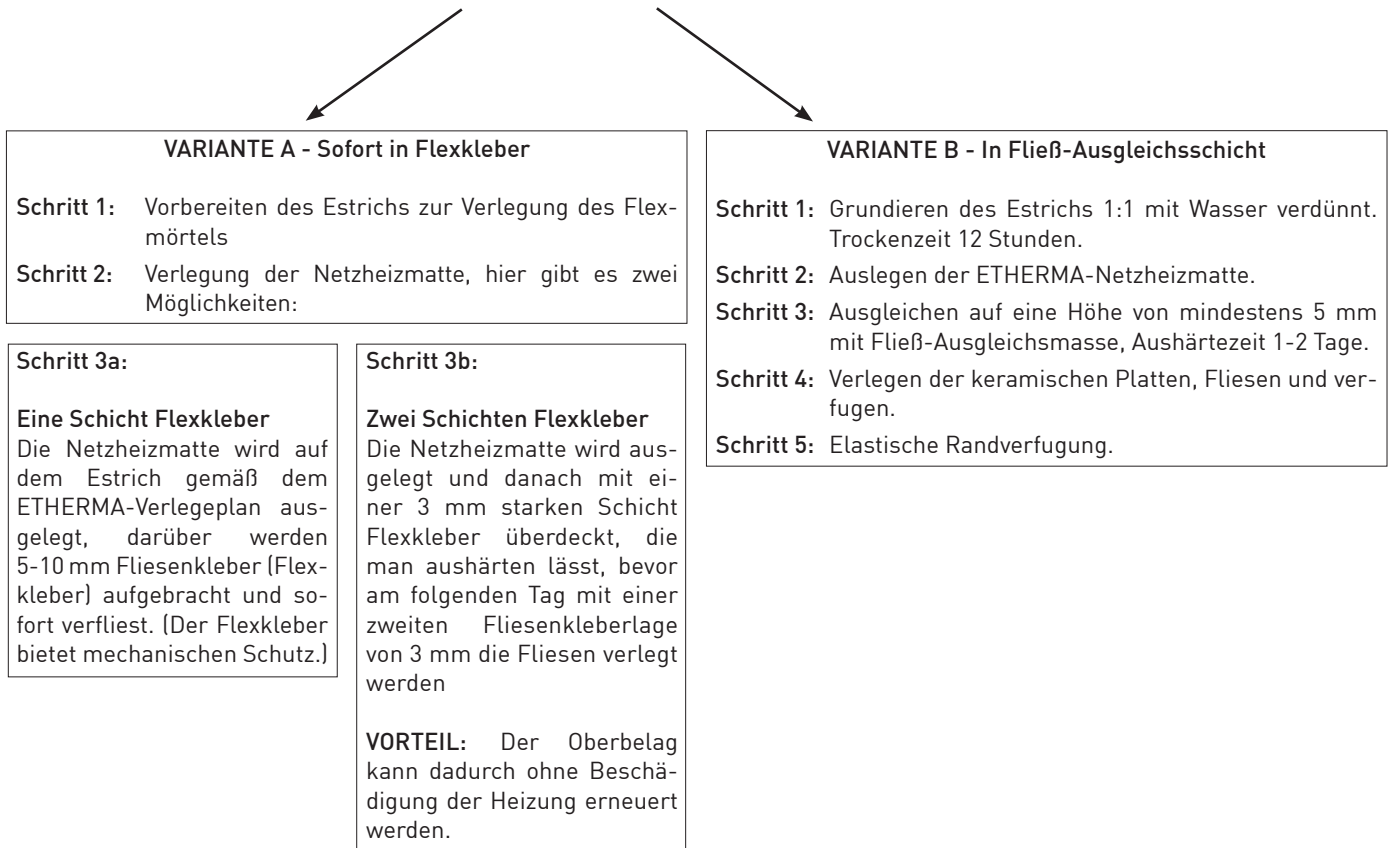 VARIANTE A - Sofort in Flexkleber
Schritt 1: Vorbereiten des Estrichs zur Verlegung des Flex-
mörtels
Schritt 2: Verlegung der Netzheizmatte, hier gibt es zwei
Möglichkeiten:
Schritt 3a:
Eine Schicht Flexkleber
Die Netzheizmatte wird auf
dem Estrich gemäß dem
ETHERMA-Verlegeplan aus-
gelegt, darüber werden
5-10 mm Fliesenkleber (Flex-
kleber) aufgebracht und so-
fort verfliest. (Der Flexkleber
bietet mechanischen Schutz.)
Schritt 3b:
Zwei Schichten Flexkleber
Die Netzheizmatte wird aus-
gelegt und danach mit ei-
ner 3 mm starken Schicht
Flexkleber überdeckt, die
man aushärten lässt, bevor
am folgenden Tag mit einer
zweiten Fliesenkleberlage
von 3 mm die Fliesen verlegt
werden
VORTEIL: Der Oberbelag
kann dadurch ohne Beschä-
digung der Heizung erneuert
werden.
VARIANTE B - In Fließ-Ausgleichsschicht
Schritt 1: Grundieren des Estrichs 1:1 mit Wasser verdünnt.
Trockenzeit 12 Stunden.
Schritt 2: Auslegen der ETHERMA-Netzheizmatte.
Schritt 3: Ausgleichen auf eine Höhe von mindestens 5 mm
mit Fließ-Ausgleichsmasse, Aushärtezeit 1-2 Tage.
Schritt 4: Verlegen der keramischen Platten, Fliesen und ver-
fugen.
Schritt 5: Elastische Randverfugung.